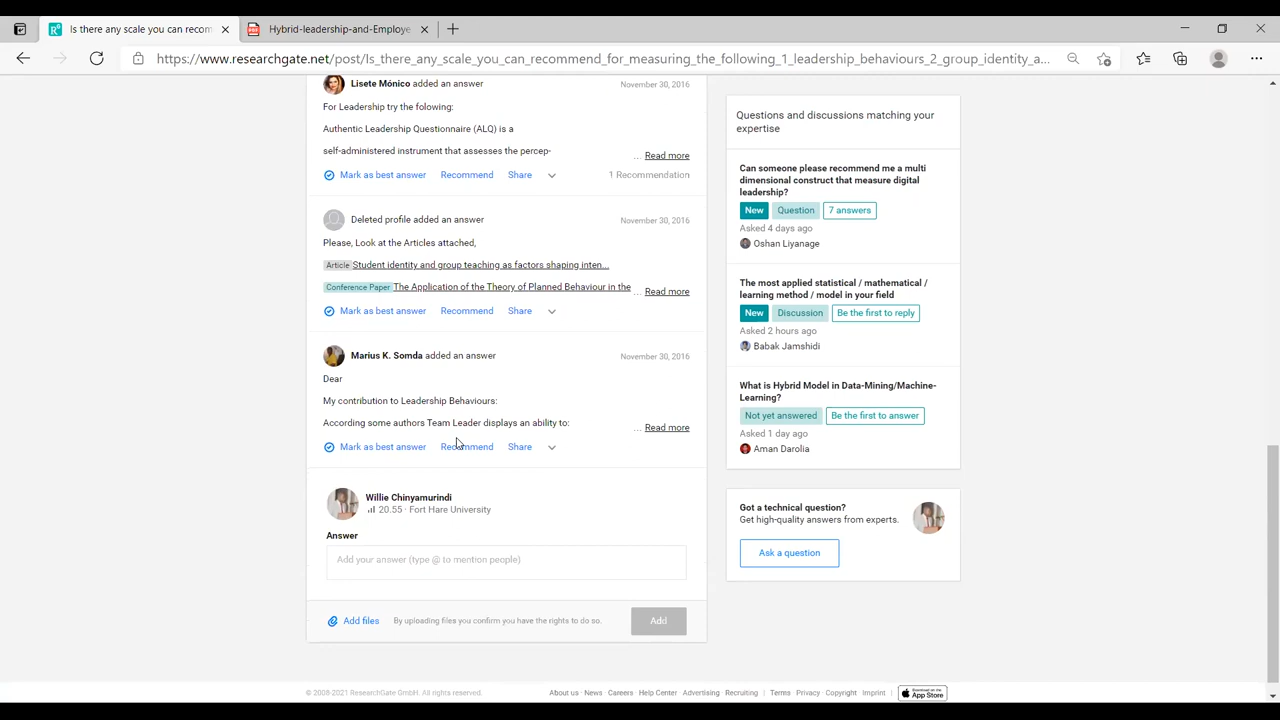 Is there any scale you can recom
Hybrid-leadership-and-Employe
https://www.researchgate.net/post/Is_there_any_scale_you_can_recommend_for_measuring_the_following_1_leadership_behaviours_2_group_identity_a...
Lisete Mónico added an answer
November 30, 2016
For Leadership try the folowing:
Authentic Leadership Questionnaire (ALQ) is a
self-administered instrument that assesses the percep-
... Read more
Mark as best answer Recommend Share
1 Recommendation
Deleted profile added an answer
November 30, 2016
Please, Look at the Articles attached,
Article Student identity and group teaching as factors shaping inten...
Conference Paper The Application of the Theory of Planned Behaviour in the
... Read more
Mark as best answer Recommend Share
Marius K. Somda added an answer
November 30, 2016
Dear
My contribution to Leadership Behaviours:
According some authors Team Leader displays an ability to:
... Read more
Mark as best answer Recommend Share
Willie Chinyamurindi
20.55 · Fort Hare University
Answer
Add your answer (type @ to mention people)
Add files
By uploading files you confirm you have the rights to do so.
Add
Questions and discussions matching your
expertise
Can someone please recommend me a multi
dimensional construct that measure digital
leadership?
New Question 7 answers
Asked 4 days ago
Oshan Liyanage
The most applied statistical / mathematical /
learning method / model in your field
New Discussion Be the first to reply
Asked 2 hours ago
Babak Jamshidi
What is Hybrid Model in Data-Mining/Machine-
Learning?
Not yet answered Be the first to answer
Asked 1 day ago
Aman Darolia
Got a technical question?
Get high-quality answers from experts.
Ask a question
© 2008-2021 ResearchGate GmbH. All rights reserved.
About us · News · Careers · Help Center · Advertising · Recruiting | Terms · Privacy · Copyright · Imprint |
App Store